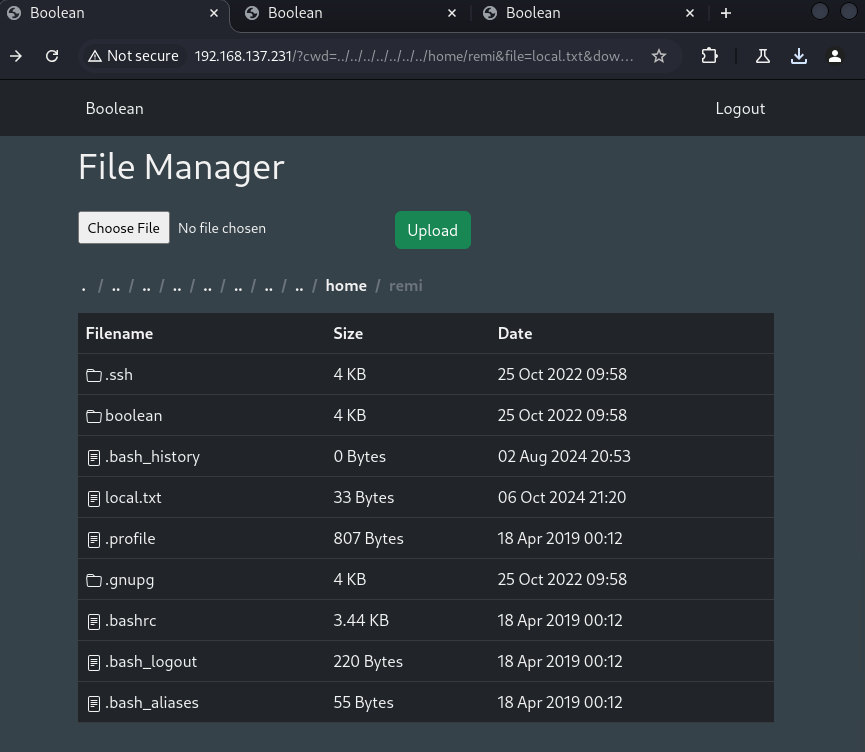 Boolean × Boolean × Boolean × +
Not secure 192.168.137.231/?cwd=../../../../../../../home/remi&file=local.txt&dow…
Boolean Logout
File Manager
Choose File No file chosen Upload
. / .. / .. / .. / .. / .. / .. / .. / home / remi
Filename Size Date
.ssh 4 KB 25 Oct 2022 09:58
boolean 4 KB 25 Oct 2022 09:58
.bash_history 0 Bytes 02 Aug 2024 20:53
local.txt 33 Bytes 06 Oct 2024 21:20
.profile 807 Bytes 18 Apr 2019 00:12
.gnupg 4 KB 25 Oct 2022 09:58
.bashrc 3.44 KB 18 Apr 2019 00:12
.bash_logout 220 Bytes 18 Apr 2019 00:12
.bash_aliases 55 Bytes 18 Apr 2019 00:12